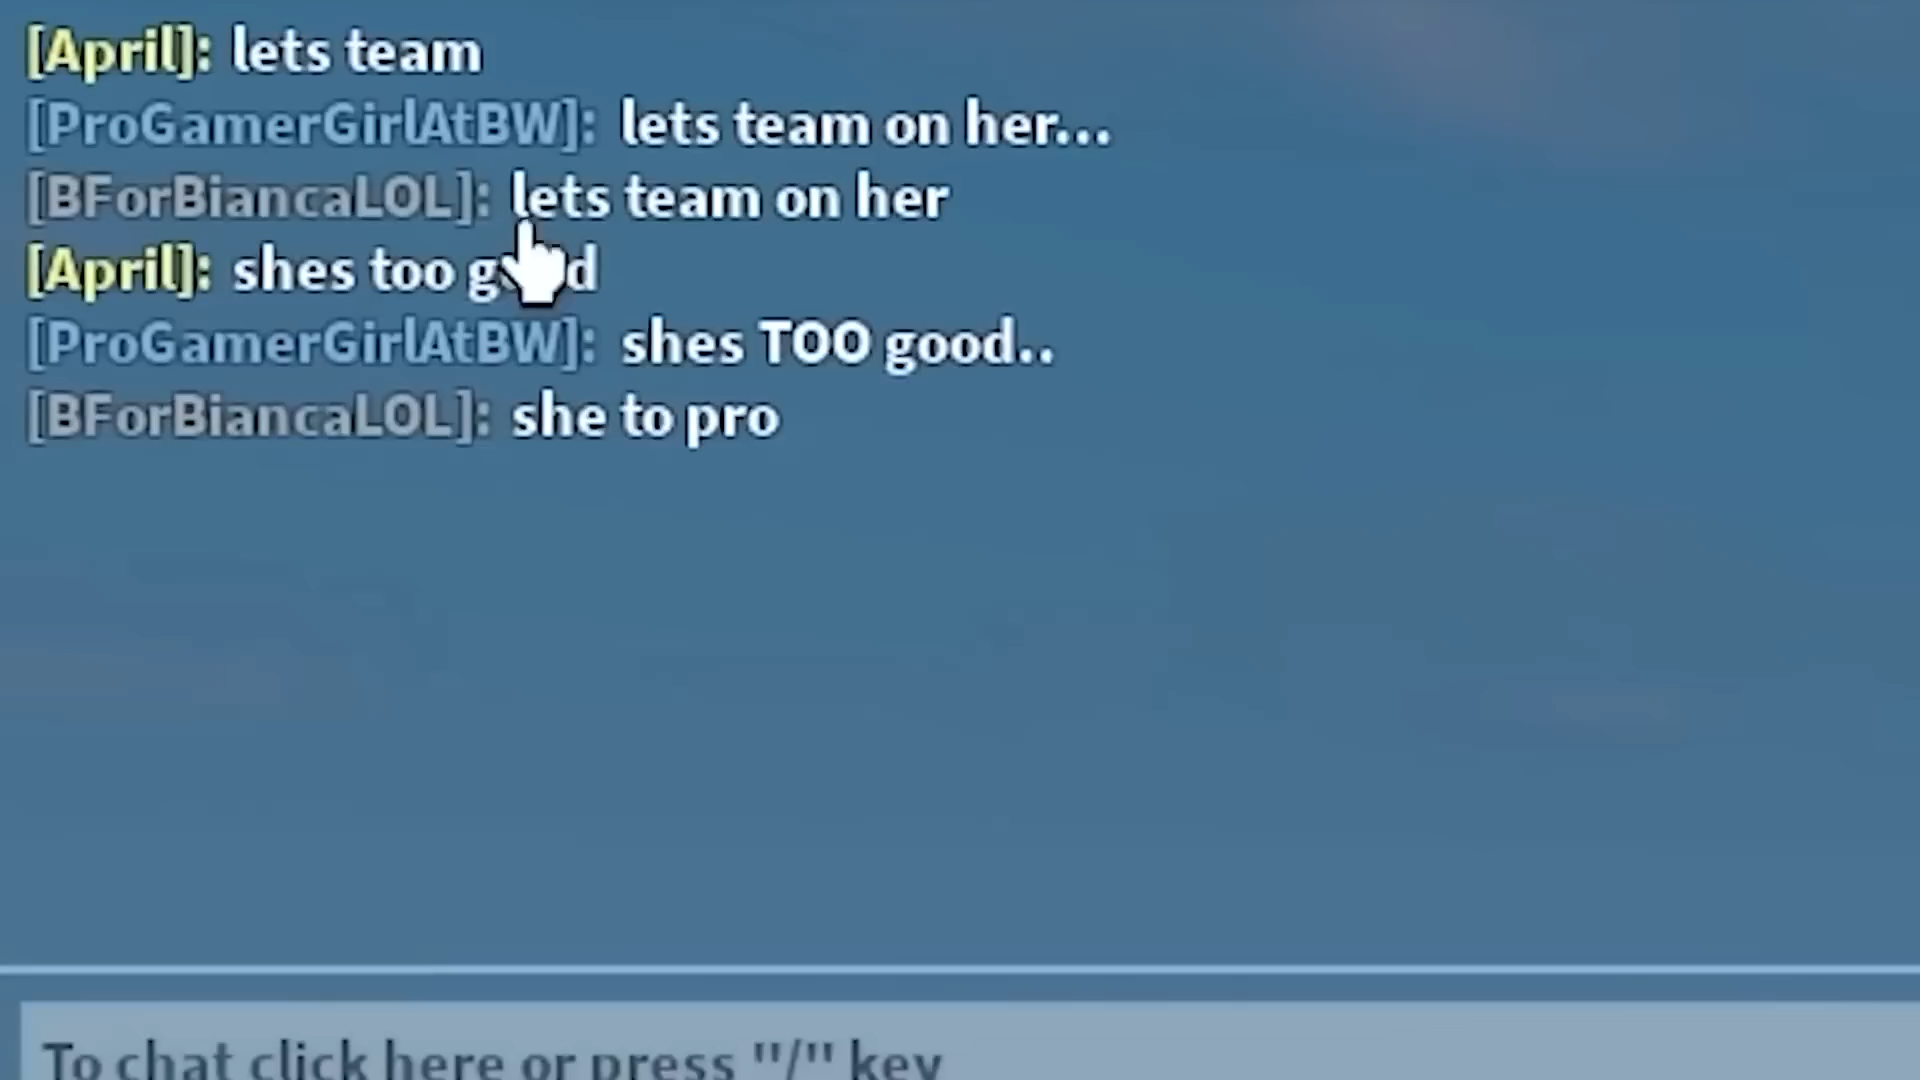 [April]: lets team
[ProGamerGirlAtBW]: lets team on her...
[BForBiancaLOL]: lets team on her
[April]: shes too good
[ProGamerGirlAtBW]: shes TOO good..
[BForBiancaLOL]: she to pro
To chat click here or press "/" key